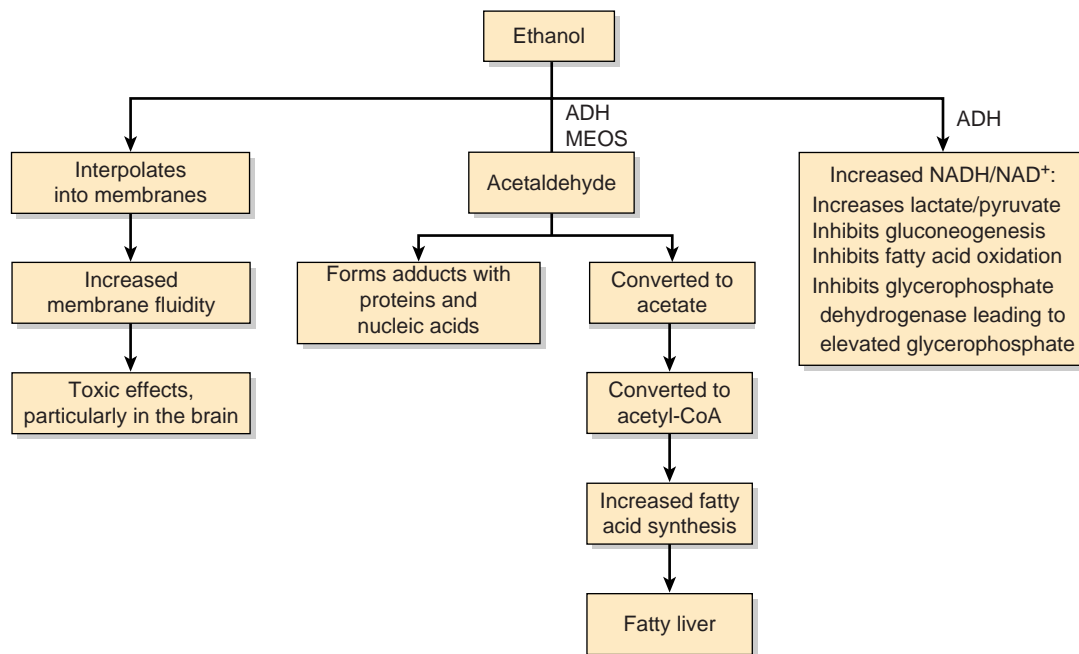 Ethanol
ADH
MEOS
ADH
Interpolates
into membranes
Increased
membrane fluidity
Toxic effects,
particularly in the brain
Acetaldehyde
Forms adducts with
proteins and
nucleic acids
Converted to
acetate
Converted to
acetyl-CoA
Increased fatty
acid synthesis
Fatty liver
Increased NADH/NAD⁺:
Increases lactate/pyruvate
Inhibits gluconeogenesis
Inhibits fatty acid oxidation
Inhibits glycerophosphate
dehydrogenase leading to
elevated glycerophosphate